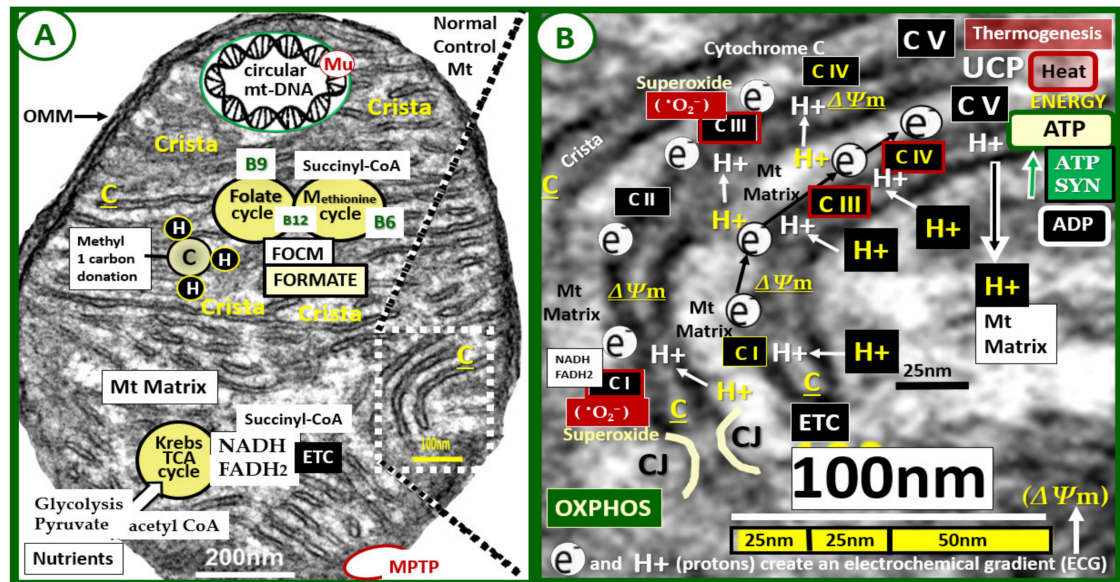 A
Normal
Control
Mt
circular
mt-DNA
Mu
OMM
Crista
Crista
B9
Succinyl-CoA
C
Folate
cycle
Methionine
cycle
B12
B6
Methyl
1 carbon
donation
H
C
H
H
FOCM
FORMATE
Crista
Crista
C
100nm
Mt Matrix
Succinyl-CoA
Krebs
TCA
cycle
NADH
FADH2
ETC
Glycolysis
Pyruvate
acetyl CoA
Nutrients
200nm
MPTP
B
Cytochrome C
C V
Thermogenesis
UCP
Heat
C IV
Superoxide
(•O₂⁻)
e⁻
H+
ΔΨm
C V
ENERGY
ATP
C III
e⁻
H+
e⁻
Crista
H+
H+
e⁻
C IV
ATP
SYN
C
Mt
Matrix
H+
C II
C III
ADP
H+
H+
H+
H+
e⁻
e⁻
ΔΨm
ΔΨm
H+
Mt
Matrix
Mt
Matrix
e⁻
Mt
Matrix
NADH
FADH2
e⁻
H+
C I
H+
H+
25nm
C I
H+
C
(•O₂⁻)
C
Superoxide
CJ
CJ
ETC
100nm
OXPHOS
(ΔΨm)
25nm
25nm
50nm
e⁻ and H+ (protons) create an electrochemical gradient (ECG)